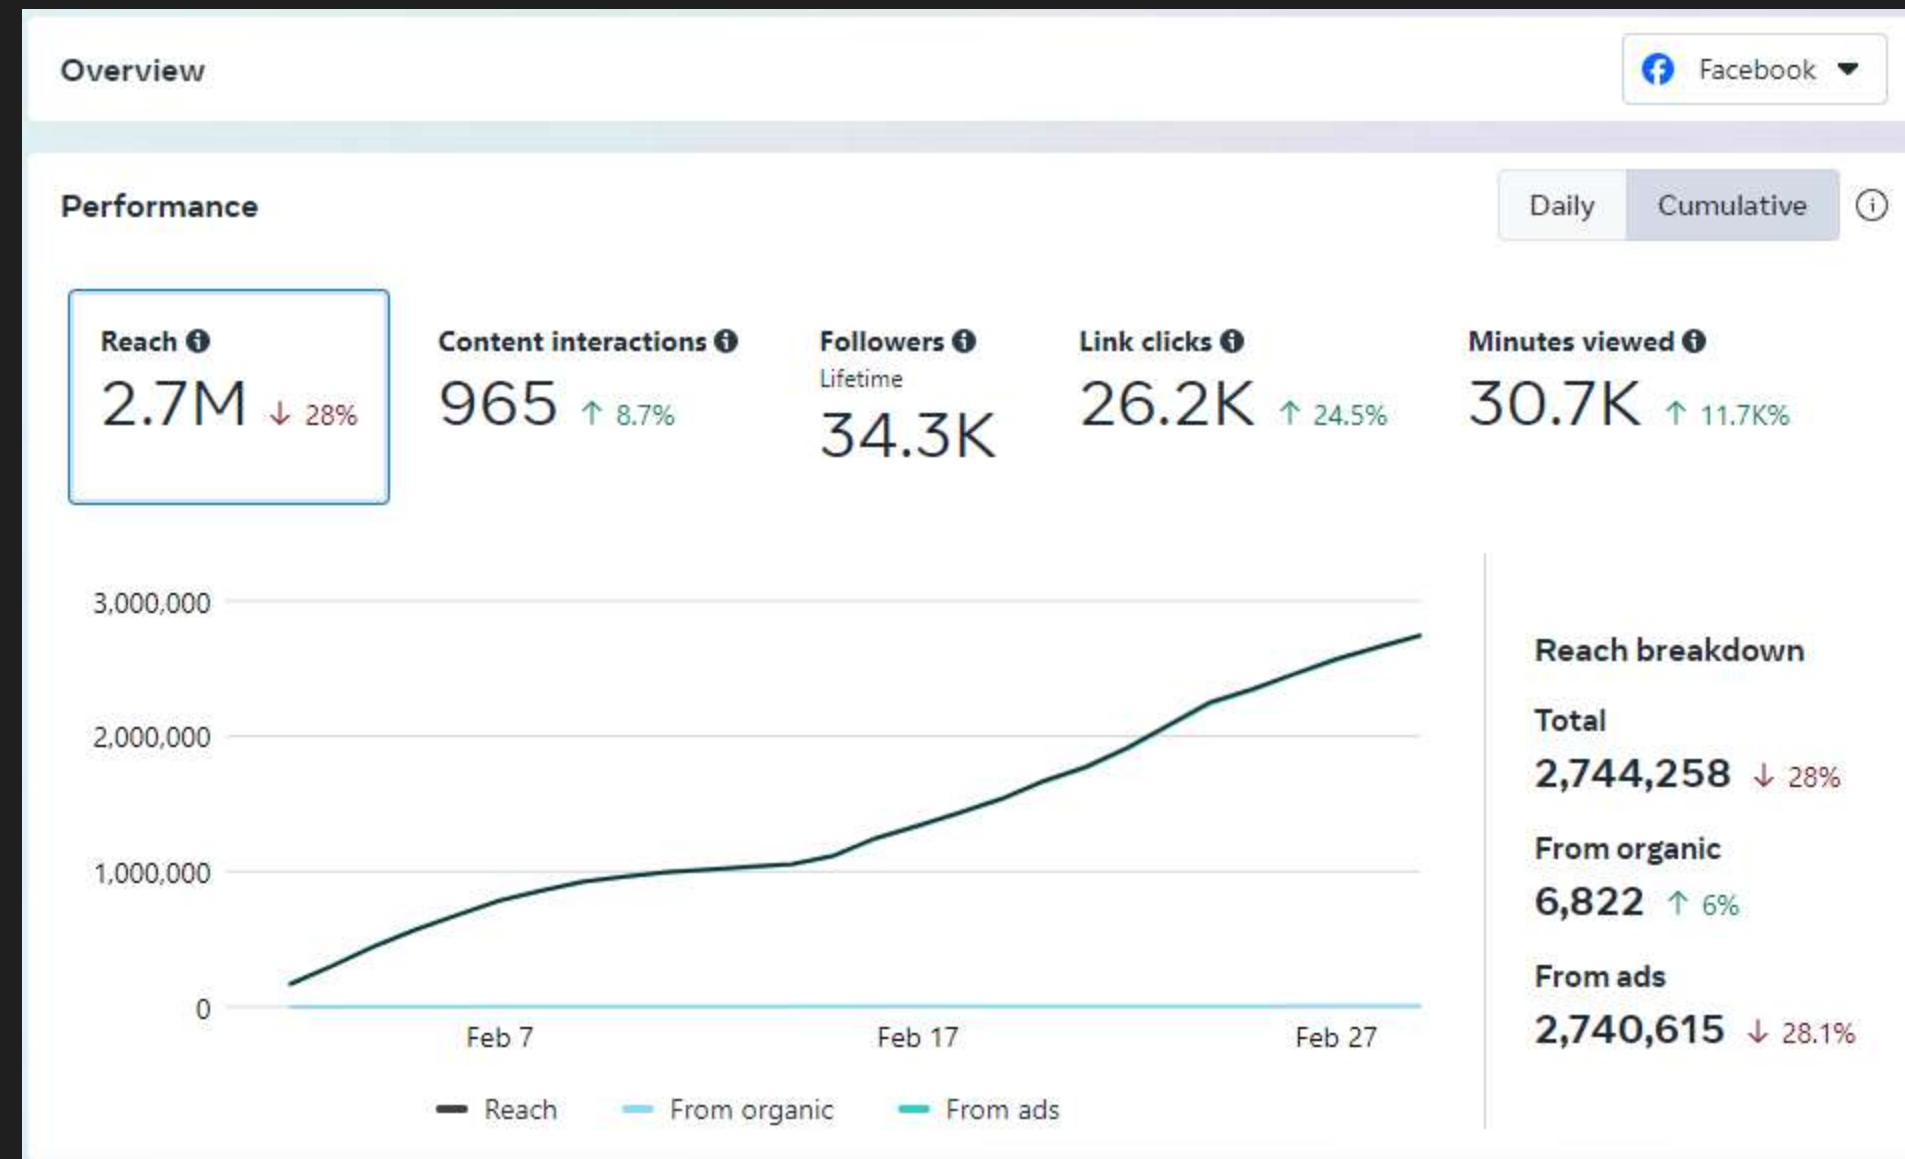 Overview
Facebook
Performance
Daily
Cumulative
Reach
2.7M ↓ 28%
Content interactions
965 ↑ 8.7%
Followers
Lifetime
34.3K
Link clicks
26.2K ↑ 24.5%
Minutes viewed
30.7K ↑ 11.7K%
3,000,000
2,000,000
1,000,000
0
Feb 7
Feb 17
Feb 27
Reach
From organic
From ads
Reach breakdown
Total
2,744,258 ↓ 28%
From organic
6,822 ↑ 6%
From ads
2,740,615 ↓ 28.1%